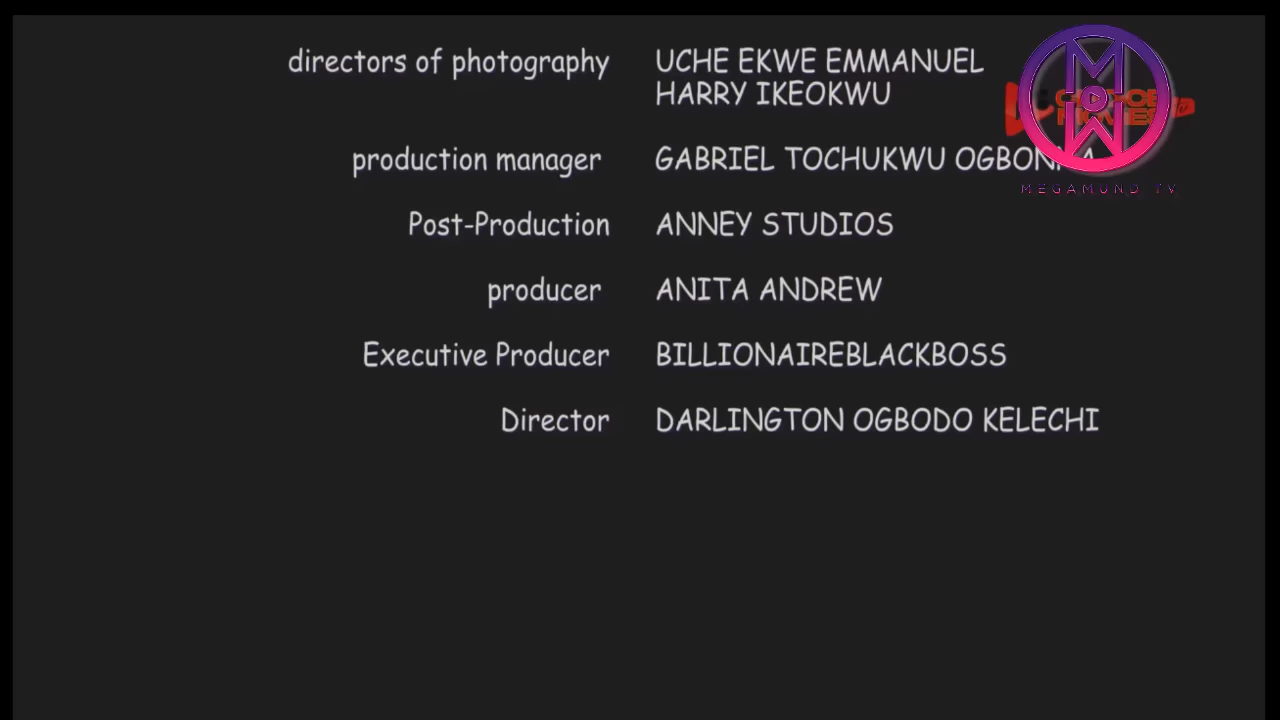 directors of photography UCHE EKWE EMMANUEL
HARRY IKEOKWU
production manager GABRIEL TOCHUKWU
Post-Production ANNEY STUDIOS
producer ANITA ANDREW
Executive Producer BILLIONAIREBLACKBOSS
Director DARLINGTON OGBODO KELECHI
MEGAMUND TV